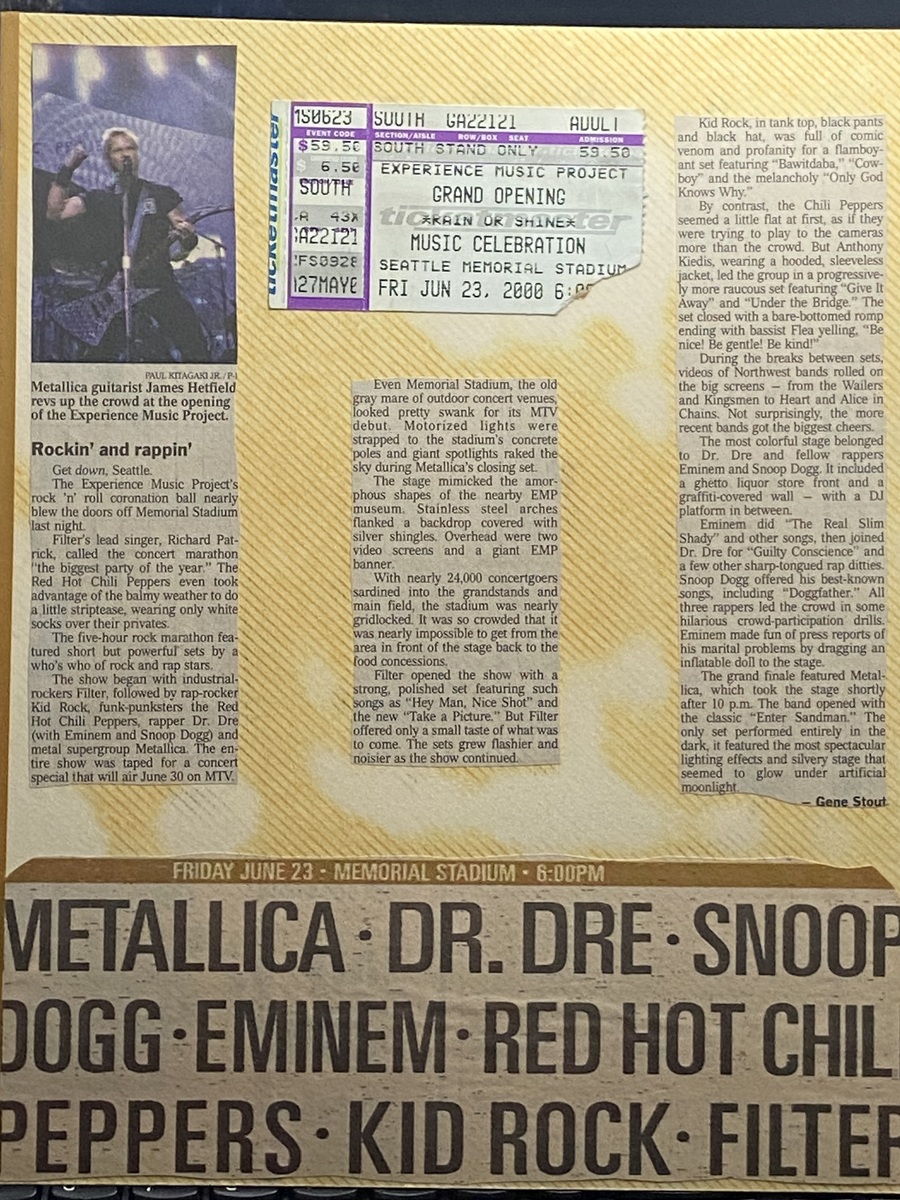 PAUL KITAGAKI JR. / P-I
Metallica guitarist James Hetfield
revs up the crowd at the opening
of the Experience Music Project.
Rockin' and rappin'
Get down, Seattle.
The Experience Music Project's
rock 'n' roll coronation ball nearly
blew the doors off Memorial Stadium
last night.
Filter's lead singer, Richard Pat-
rick, called the concert marathon
"the biggest party of the year." The
Red Hot Chili Peppers even took
advantage of the balmy weather to do
a little striptease, wearing only white
socks over their privates.
The five-hour rock marathon fea-
tured short but powerful sets by a
who's who of rock and rap stars.
The show began with industrial-
rockers Filter, followed by rap-rocker
Kid Rock, funk-punksters the Red
Hot Chili Peppers, rapper Dr. Dre
(with Eminem and Snoop Dogg) and
metal supergroup Metallica. The en-
tire show was taped for a concert
special that will air June 30 on MTV.
ticketmaster
1S0623
EVENT CODE
$59.50
$ 6.50
SOUTH
43X
GA22121
27MAY0
SOUTH GA22121 ADULT
SECTION/AISLE ROW/BOX SEAT ADMISSION
SOUTH STAND ONLY 59.50
EXPERIENCE MUSIC PROJECT
GRAND OPENING
ticketmaster
*RAIN OR SHINE*
MUSIC CELEBRATION
SEATTLE MEMORIAL STADIUM
FRI JUN 23, 2000 6:00
Even Memorial Stadium, the old
gray mare of outdoor concert venues,
looked pretty swank for its MTV
debut. Motorized lights were
strapped to the stadium's concrete
poles and giant spotlights raked the
sky during Metallica's closing set.
The stage mimicked the amor-
phous shapes of the nearby EMP
museum. Stainless steel arches
flanked a backdrop covered with
silver shingles. Overhead were two
video screens and a giant EMP
banner.
With nearly 24,000 concertgoers
sardined into the grandstands and
main field, the stadium was nearly
gridlocked. It was so crowded that it
was nearly impossible to get from the
area in front of the stage back to the
food concessions.
Filter opened the show with a
strong, polished set featuring such
songs as "Hey Man, Nice Shot" and
the new "Take a Picture." But Filter
offered only a small taste of what was
to come. The sets grew flashier and
noisier as the show continued.
Kid Rock, in tank top, black pants
and black hat, was full of comic
venom and profanity for a flamboy-
ant set featuring "Bawitdaba," "Cow-
boy" and the melancholy "Only God
Knows Why."
By contrast, the Chili Peppers
seemed a little flat at first, as if they
were trying to play to the cameras
more than the crowd. But Anthony
Kiedis, wearing a hooded, sleeveless
jacket, led the group in a progressive-
ly more raucous set featuring "Give It
Away" and "Under the Bridge." The
set closed with a bare-bottomed romp
ending with bassist Flea yelling, "Be
nice! Be gentle! Be kind!"
During the breaks between sets,
videos of Northwest bands rolled on
the big screens — from the Wailers
and Kingsmen to Heart and Alice in
Chains. Not surprisingly, the more
recent bands got the biggest cheers.
The most colorful stage belonged
to Dr. Dre and fellow rappers
Eminem and Snoop Dogg. It included
a ghetto liquor store front and a
graffiti-covered wall — with a DJ
platform in between.
Eminem did "The Real Slim
Shady" and other songs, then joined
Dr. Dre for "Guilty Conscience" and
a few other sharp-tongued rap ditties.
Snoop Dogg offered his best-known
songs, including "Doggfather." All
three rappers led the crowd in some
hilarious crowd-participation drills.
Eminem made fun of press reports of
his marital problems by dragging an
inflatable doll to the stage.
The grand finale featured Metal-
lica, which took the stage shortly
after 10 p.m. The band opened with
the classic "Enter Sandman." The
only set performed entirely in the
dark, it featured the most spectacular
lighting effects and silvery stage that
seemed to glow under artificial
moonlight.
— Gene Stout
FRIDAY JUNE 23 · MEMORIAL STADIUM · 6:00PM
METALLICA · DR. DRE · SNOOP
DOGG · EMINEM · RED HOT CHILI
PEPPERS · KID ROCK · FILTER